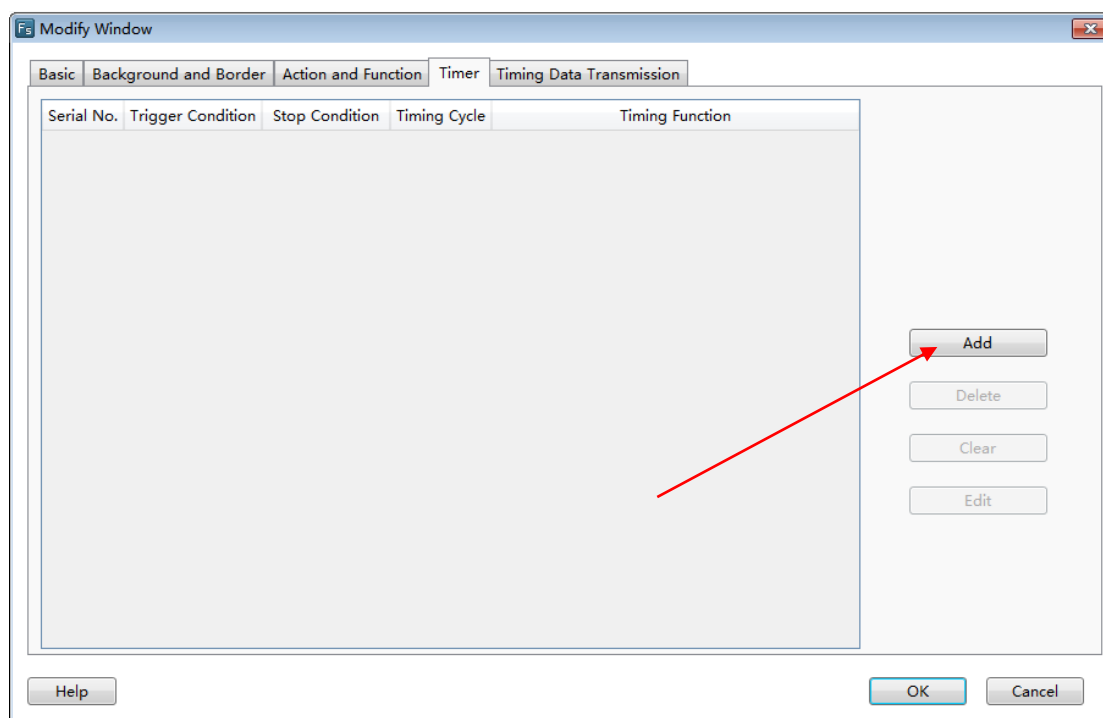 Fs Modify Window
Basic Background and Border Action and Function Timer Timing Data Transmission
Serial No. Trigger Condition Stop Condition Timing Cycle Timing Function
Add
Delete
Clear
Edit
Help OK Cancel